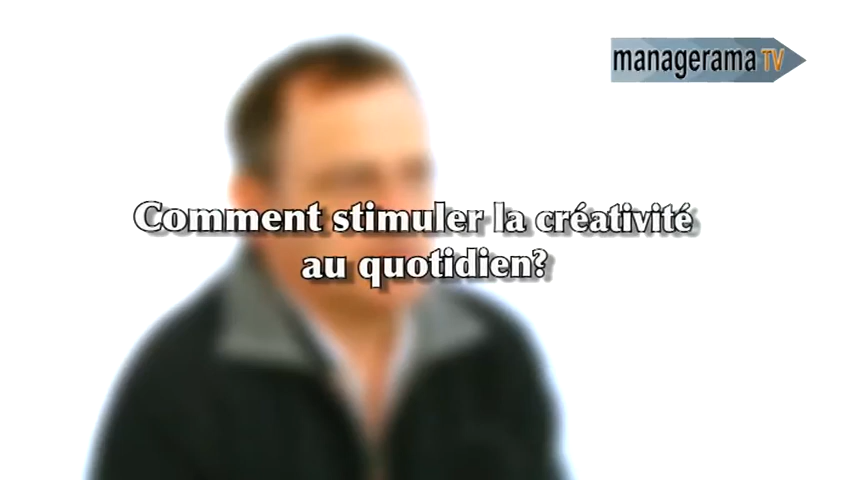 managerama TV
Comment stimuler la créativité
au quotidien?